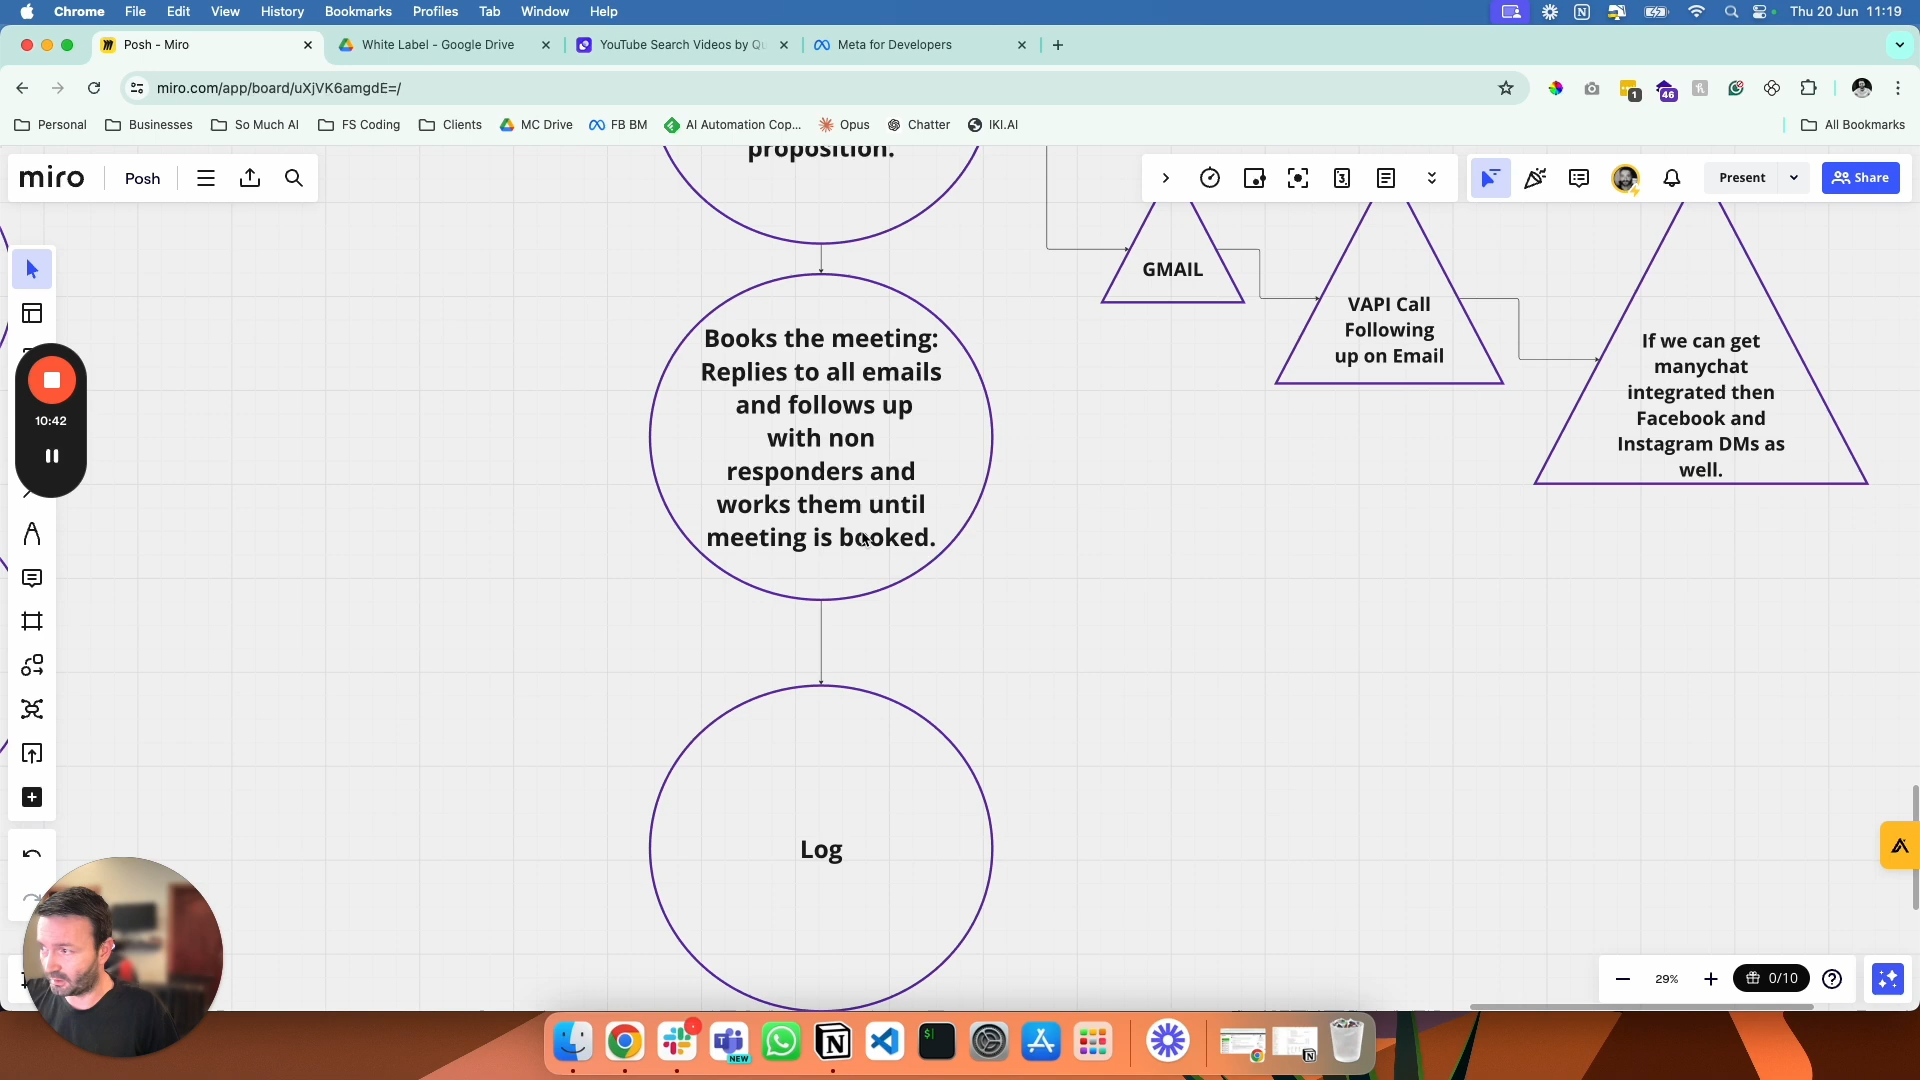 Chrome File Edit View History Bookmarks Profiles Tab Window Help
Thu 20 Jun 11:19
Posh - Miro
White Label - Google Drive
YouTube Search Videos by Qu
Meta for Developers
miro.com/app/board/uXjVK6amgdE=/
1
46
Personal
Businesses
So Much AI
FS Coding
Clients
MC Drive
FB BM
AI Automation Cop...
Opus
Chatter
IKI.AI
All Bookmarks
miro
Posh
3
Present
Share
proposition.
GMAIL
VAPI Call
Following
up on Email
If we can get
manychat
integrated then
Facebook and
Instagram DMs as
well.
Books the meeting:
Replies to all emails
and follows up
with non
responders and
works them until
meeting is booked.
10:42
Log
29%
0/10
NEW